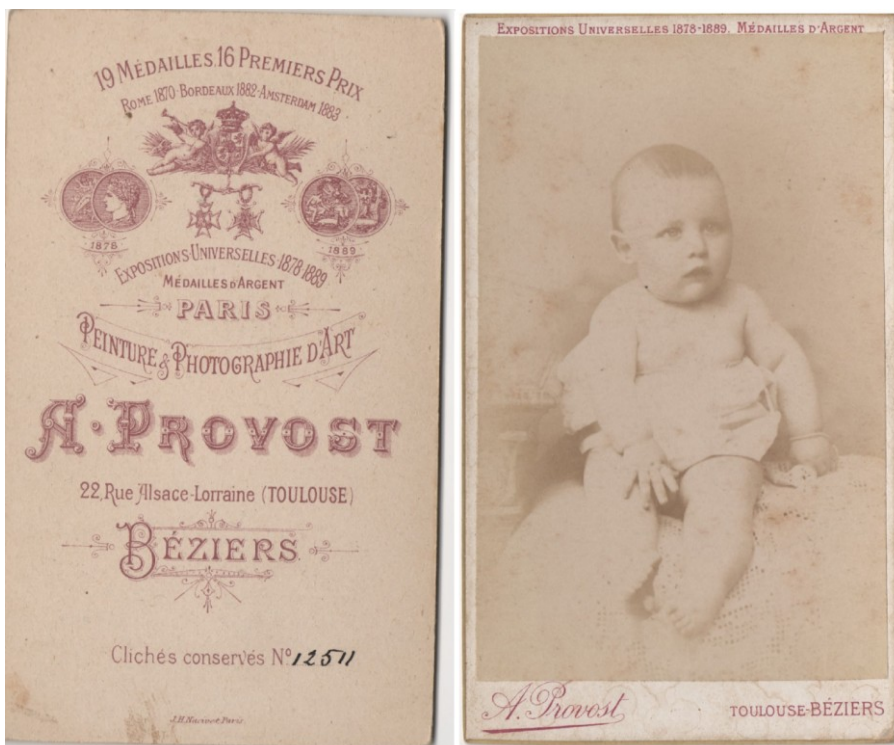 19 MÉDAILLES.16 PREMIERS PRIX
ROME 1870-BORDEAUX 1882-AMSTERDAM 1883
1878
1889
EXPOSITIONS UNIVERSELLES-1878-1889
MÉDAILLES D'ARGENT
PARIS
PEINTURE & PHOTOGRAPHIE D'ART
A. PROVOST
22, Rue Alsace-Lorraine (TOULOUSE)
BÉZIERS
Clichés conservés Nº 12511
EXPOSITIONS UNIVERSELLES 1878-1889. MÉDAILLES D'ARGENT
A. Provost
TOULOUSE-BÉZIERS